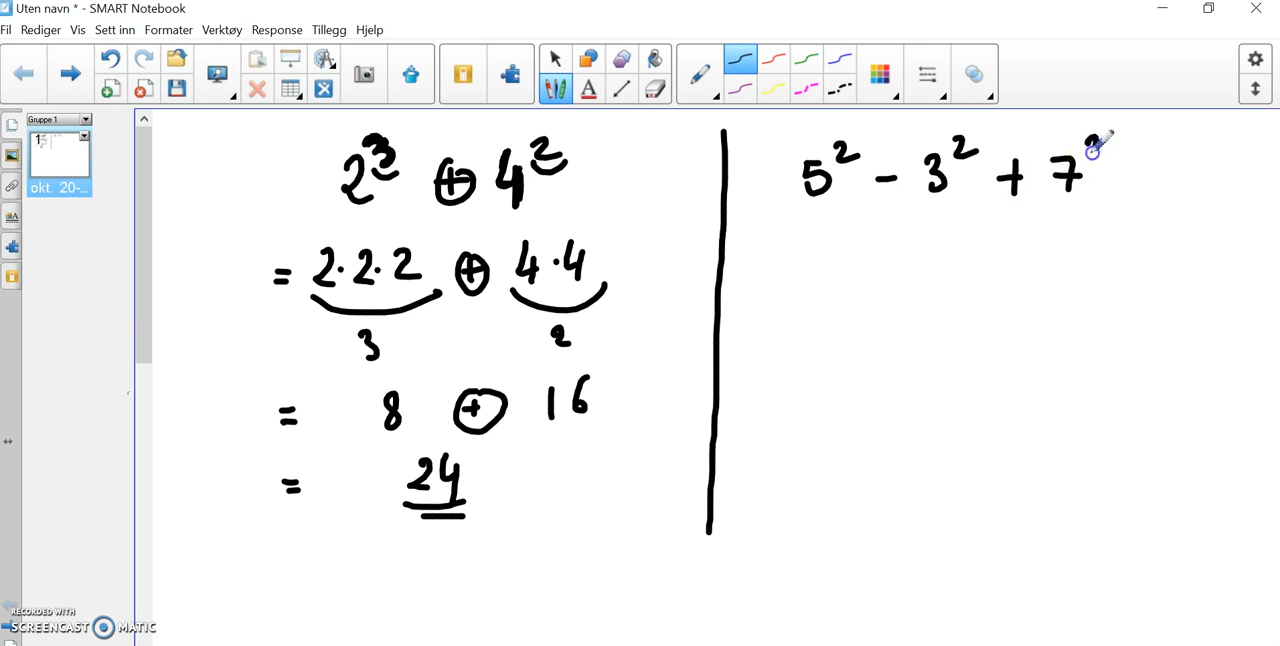 Uten navn * - SMART Notebook
Fil Rediger Vis Sett inn Formater Verktøy Response Tillegg Hjelp
Gruppe 1
1
okt. 20-...
2³ + 4²
= 2·2·2 + 4·4
3 2
= 8 + 16
= 24
5² - 3² + 7
RECORDED WITH
SCREENCAST MATIC